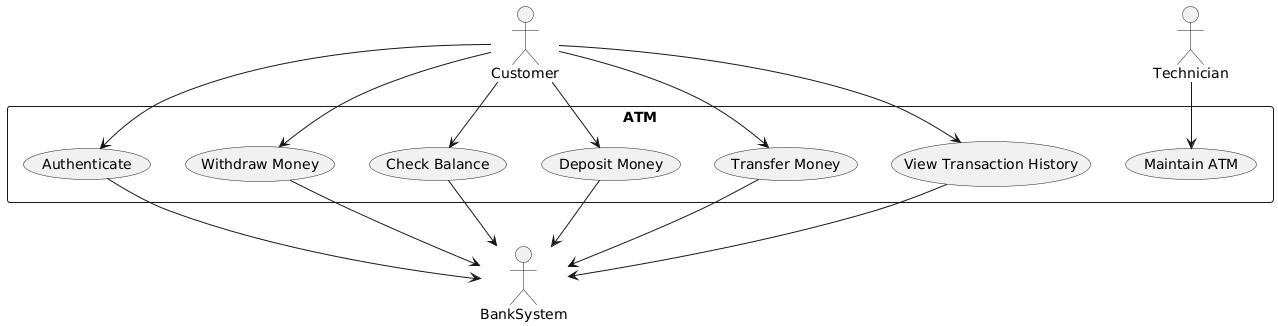 Customer
Technician
ATM
Authenticate
Withdraw Money
Check Balance
Deposit Money
Transfer Money
View Transaction History
Maintain ATM
BankSystem